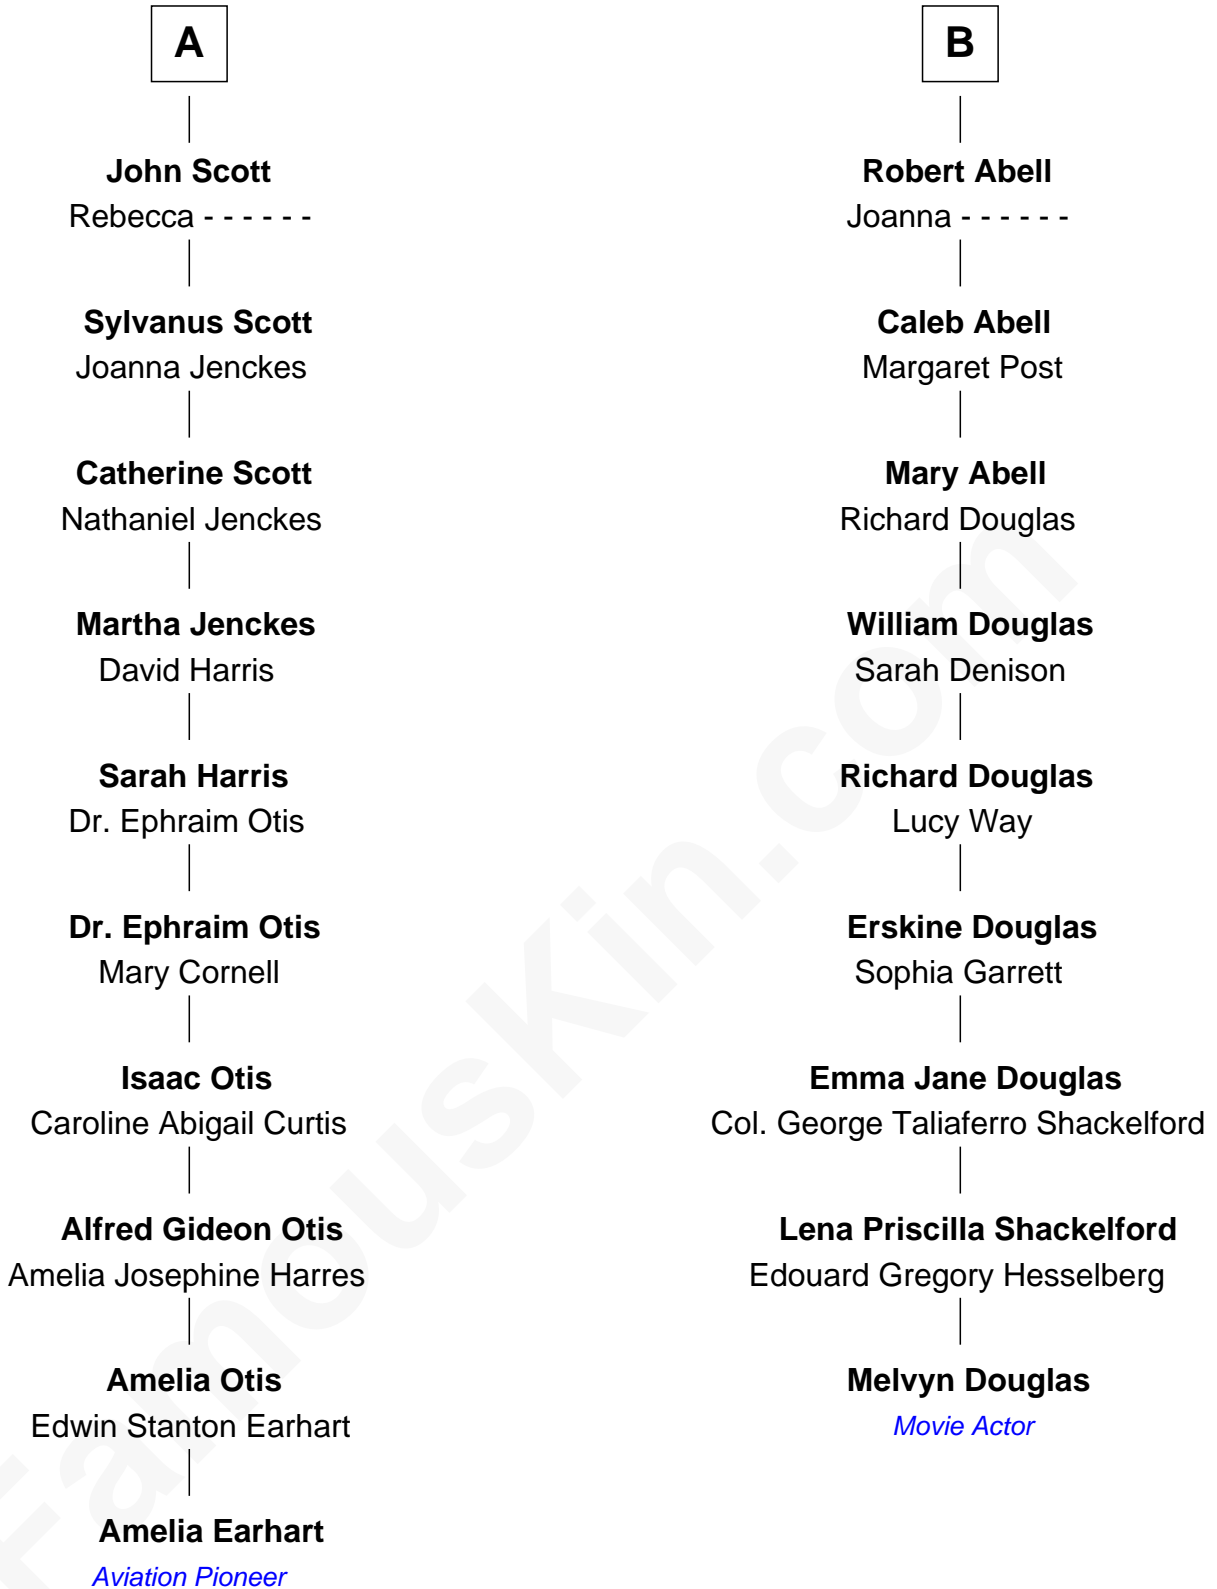 A
John Scott
Rebecca - - - - - -
Sylvanus Scott
Joanna Jenckes
Catherine Scott
Nathaniel Jenckes
Martha Jenckes
David Harris
Sarah Harris
Dr. Ephraim Otis
Dr. Ephraim Otis
Mary Cornell
Isaac Otis
Caroline Abigail Curtis
Alfred Gideon Otis
Amelia Josephine Harres
Amelia Otis
Edwin Stanton Earhart
Amelia Earhart
Aviation Pioneer
B
Robert Abell
Joanna - - - - - -
Caleb Abell
Margaret Post
Mary Abell
Richard Douglas
William Douglas
Sarah Denison
Richard Douglas
Lucy Way
Erskine Douglas
Sophia Garrett
Emma Jane Douglas
Col. George Taliaferro Shackelford
Lena Priscilla Shackelford
Edouard Gregory Hesselberg
Melvyn Douglas
Movie Actor
FamousKin.com